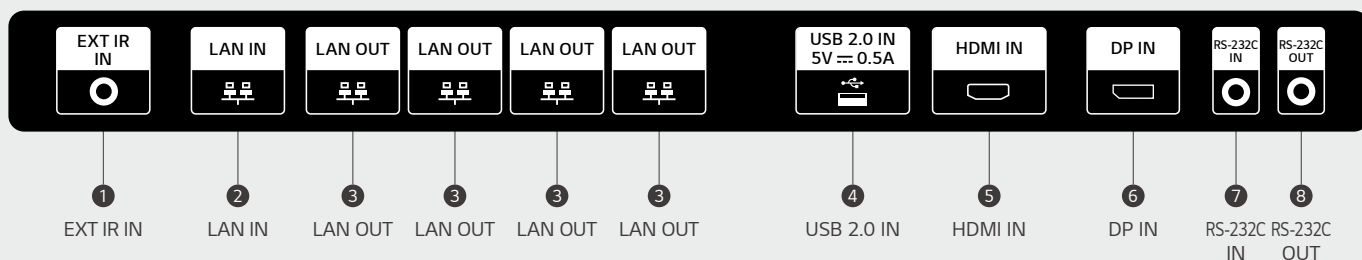 EXT IR
IN
LAN IN
LAN OUT
LAN OUT
LAN OUT
LAN OUT
USB 2.0 IN
5V ⎓ 0.5A
HDMI IN
DP IN
RS-232C
IN
RS-232C
OUT
1
2
3
3
3
3
4
5
6
7
8
EXT IR IN
LAN IN
LAN OUT
LAN OUT
LAN OUT
LAN OUT
USB 2.0 IN
HDMI IN
DP IN
RS-232C
IN
RS-232C
OUT